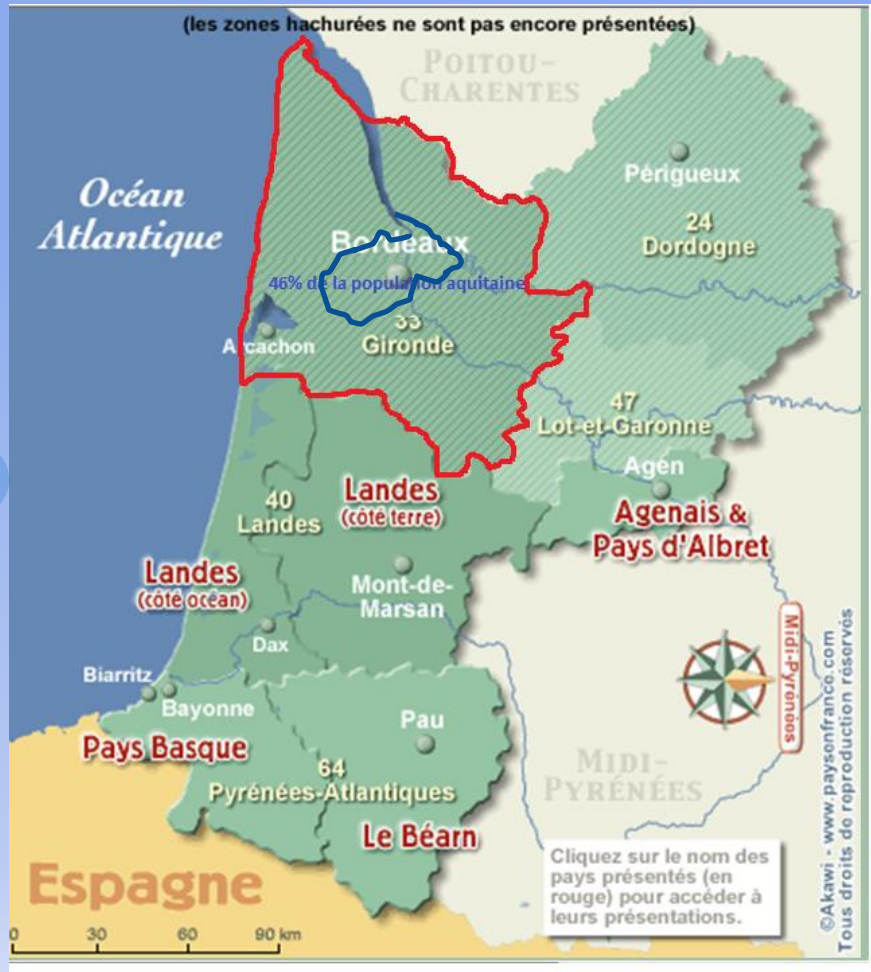 (les zones hachurées ne sont pas encore présentées)
POITOU-
CHARENTES
Océan
Atlantique
Périgueux
24
Dordogne
Bordeaux
46% de la population aquitaine
33
Gironde
Arcachon
47
Lot-et-Garonne
Agen
Agenais &
Pays d'Albret
40
Landes
Landes
(côté terre)
Landes
(côté océan)
Mont-de-
Marsan
Dax
Biarritz
Bayonne
Pays Basque
Pau
64
Pyrénées-Atlantiques
Le Béarn
MIDI-
PYRÉNÉES
Midi-Pyrénées
Espagne
Cliquez sur le nom des
pays présentés (en
rouge) pour accéder à
leurs présentations.
0 30 60 90 km
©Akawi - www.paysonfrance.com
Tous droits de reproduction réservés